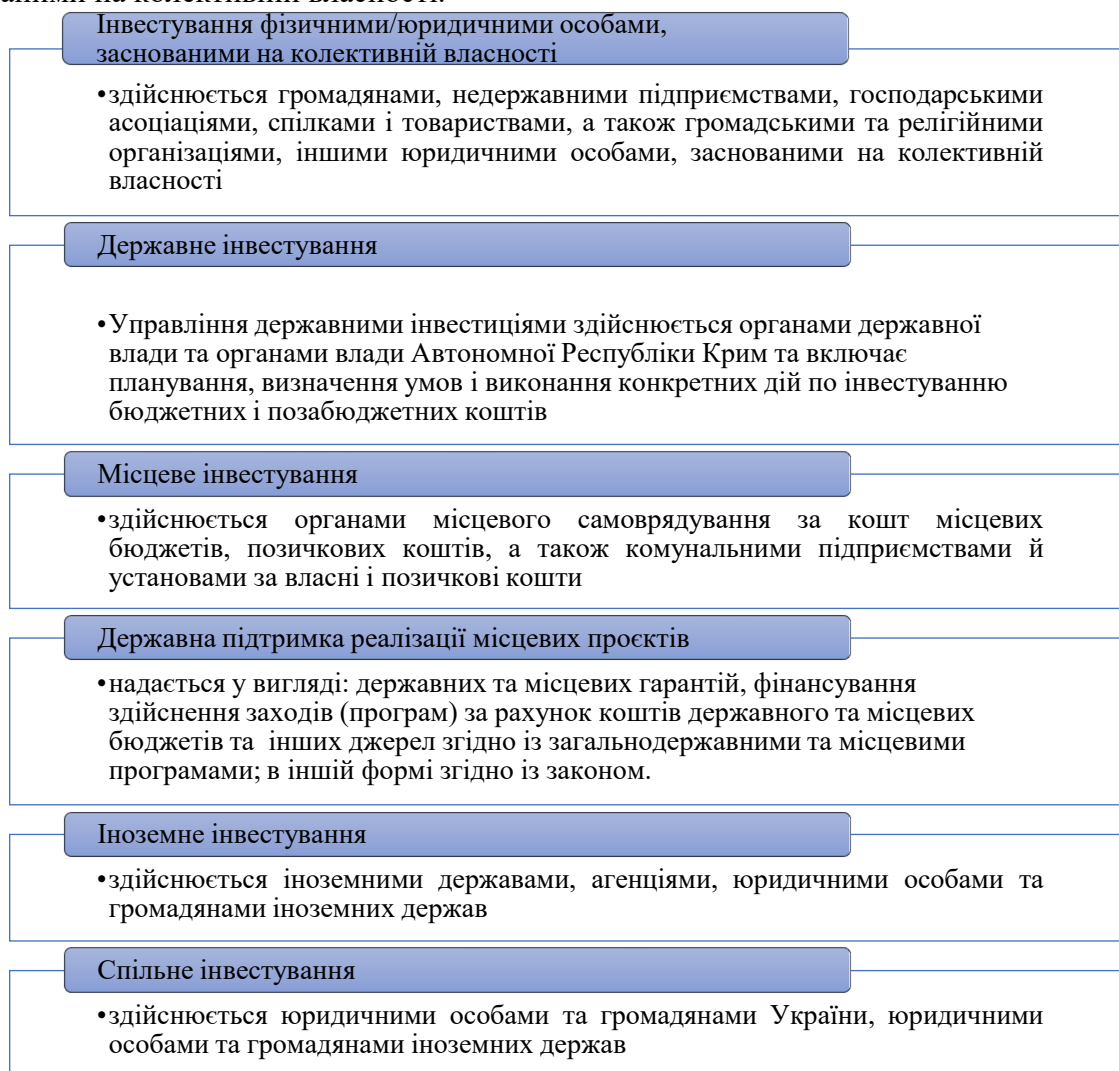 Інвестування фізичними/юридичними особами,
заснованими на колективній власності
•здійснюється громадянами, недержавними підприємствами, господарськими
асоціаціями, спілками і товариствами, а також громадськими та релігійними
організаціями, іншими юридичними особами, заснованими на колективній
власності
Державне інвестування
•Управління державними інвестиціями здійснюється органами державної
влади та органами влади Автономної Республіки Крим та включає
планування, визначення умов і виконання конкретних дій по інвестуванню
бюджетних і позабюджетних коштів
Місцеве інвестування
•здійснюється органами місцевого самоврядування за кошт місцевих
бюджетів, позичкових коштів, а також комунальними підприємствами й
установами за власні і позичкові кошти
Державна підтримка реалізації місцевих проєктів
•надається у вигляді: державних та місцевих гарантій, фінансування
здійснення заходів (програм) за рахунок коштів державного та місцевих
бюджетів та інших джерел згідно із загальнодержавними та місцевими
програмами; в іншій формі згідно із законом.
Іноземне інвестування
•здійснюється іноземними державами, агенціями, юридичними особами та
громадянами іноземних держав
Спільне інвестування
•здійснюється юридичними особами та громадянами України, юридичними
особами та громадянами іноземних держав